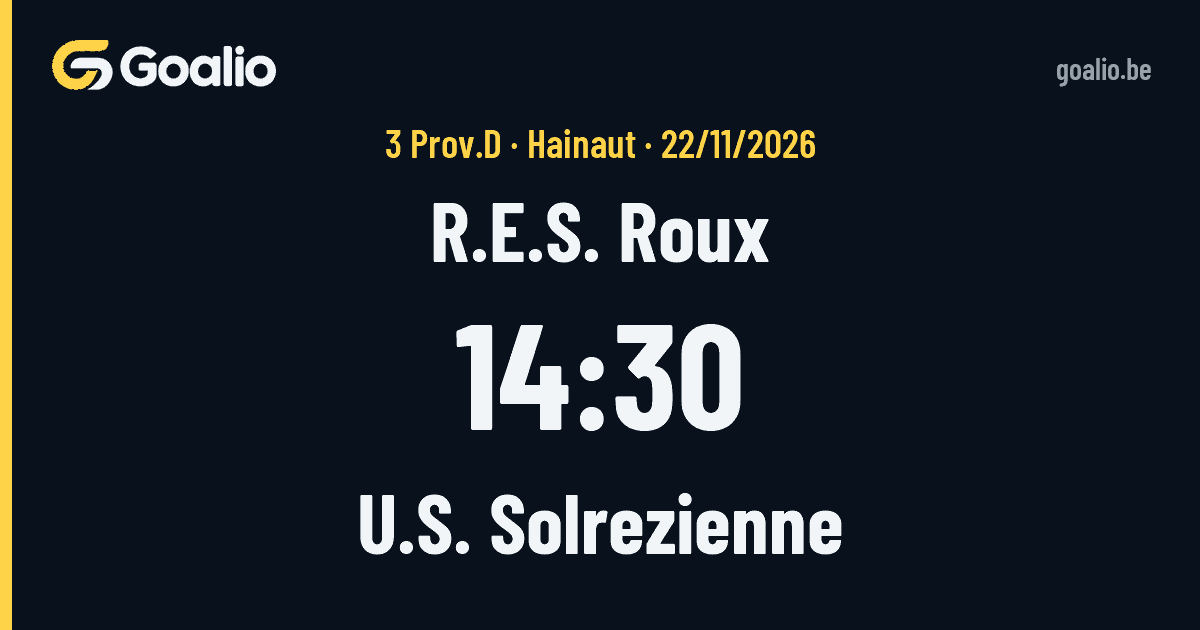 Goalio
goalio.be
3 Prov.D · Hainaut · 22/11/2026
R.E.S. Roux
14:30
U.S. Solrezienne